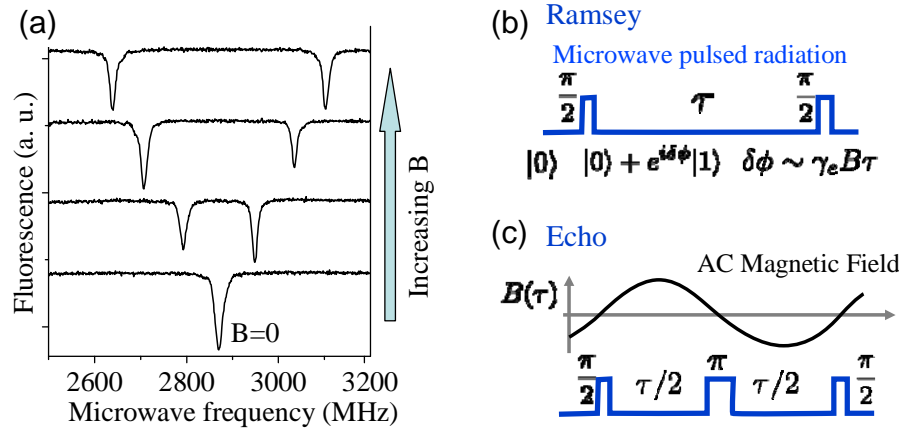 (a)
Fluorescence (a. u.)
B=0
Increasing B
2600 2800 3000 3200
Microwave frequency (MHz)
(b) Ramsey
Microwave pulsed radiation
π/2 τ π/2
|0⟩ |0⟩ + e^{iδϕ}|1⟩ δϕ ∼ γ_e B τ
(c) Echo
AC Magnetic Field
B(τ)
π/2 τ/2 π τ/2 π/2